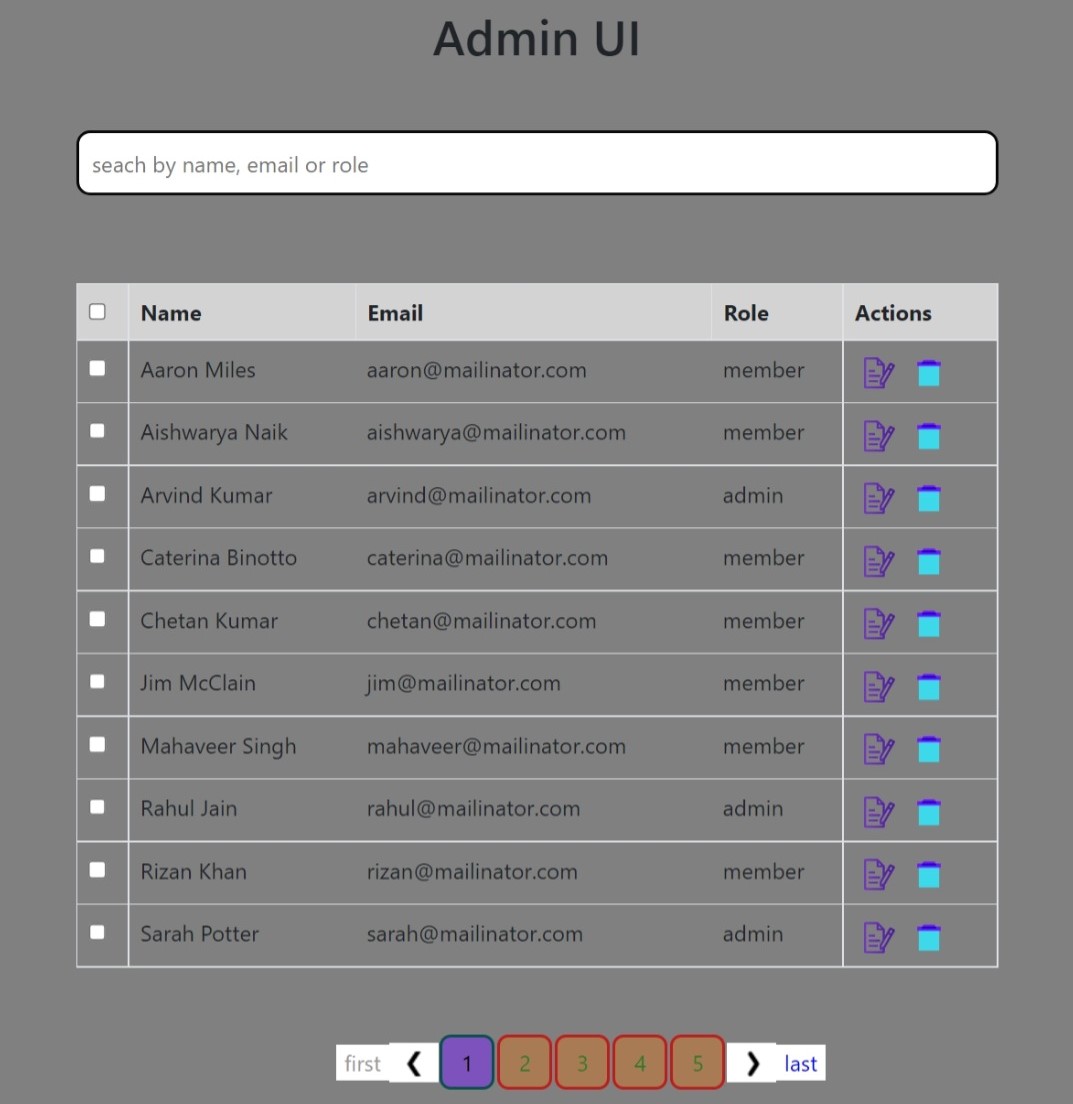 Admin UI
seach by name, email or role
Name Email Role Actions
Aaron Miles aaron@mailinator.com member
Aishwarya Naik aishwarya@mailinator.com member
Arvind Kumar arvind@mailinator.com admin
Caterina Binotto caterina@mailinator.com member
Chetan Kumar chetan@mailinator.com member
Jim McClain jim@mailinator.com member
Mahaveer Singh mahaveer@mailinator.com member
Rahul Jain rahul@mailinator.com admin
Rizan Khan rizan@mailinator.com member
Sarah Potter sarah@mailinator.com admin
first ❮ 1 2 3 4 5 ❯ last